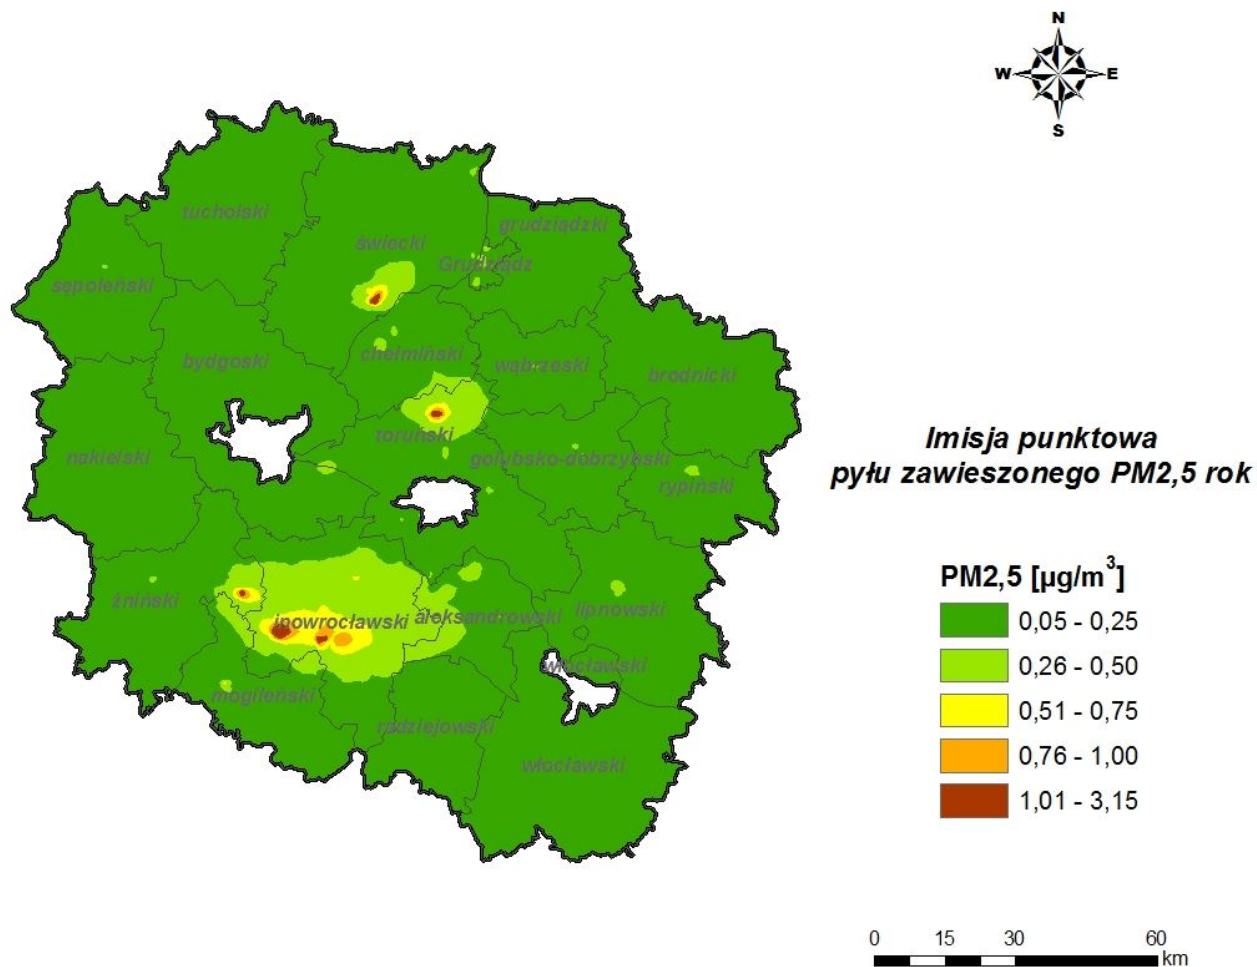 N
W E
S
tucholski
grudziądzki
świecki
Grudziądz
sępoleński
chełmiński
bydgoski
wąbrzeski
brodnicki
toruński
nakielski
golybsko-dobrzyński
rypiński
Imisja punktowa
pyłu zawieszonego PM2,5 rok
PM2,5 [µg/m³]
0,05 - 0,25
0,26 - 0,50
0,51 - 0,75
0,76 - 1,00
1,01 - 3,15
żniński
inowrocławski
aleksandrowski
lipnowski
włocławski
mogileński
radziejowski
włocławski
0 15 30 60
km